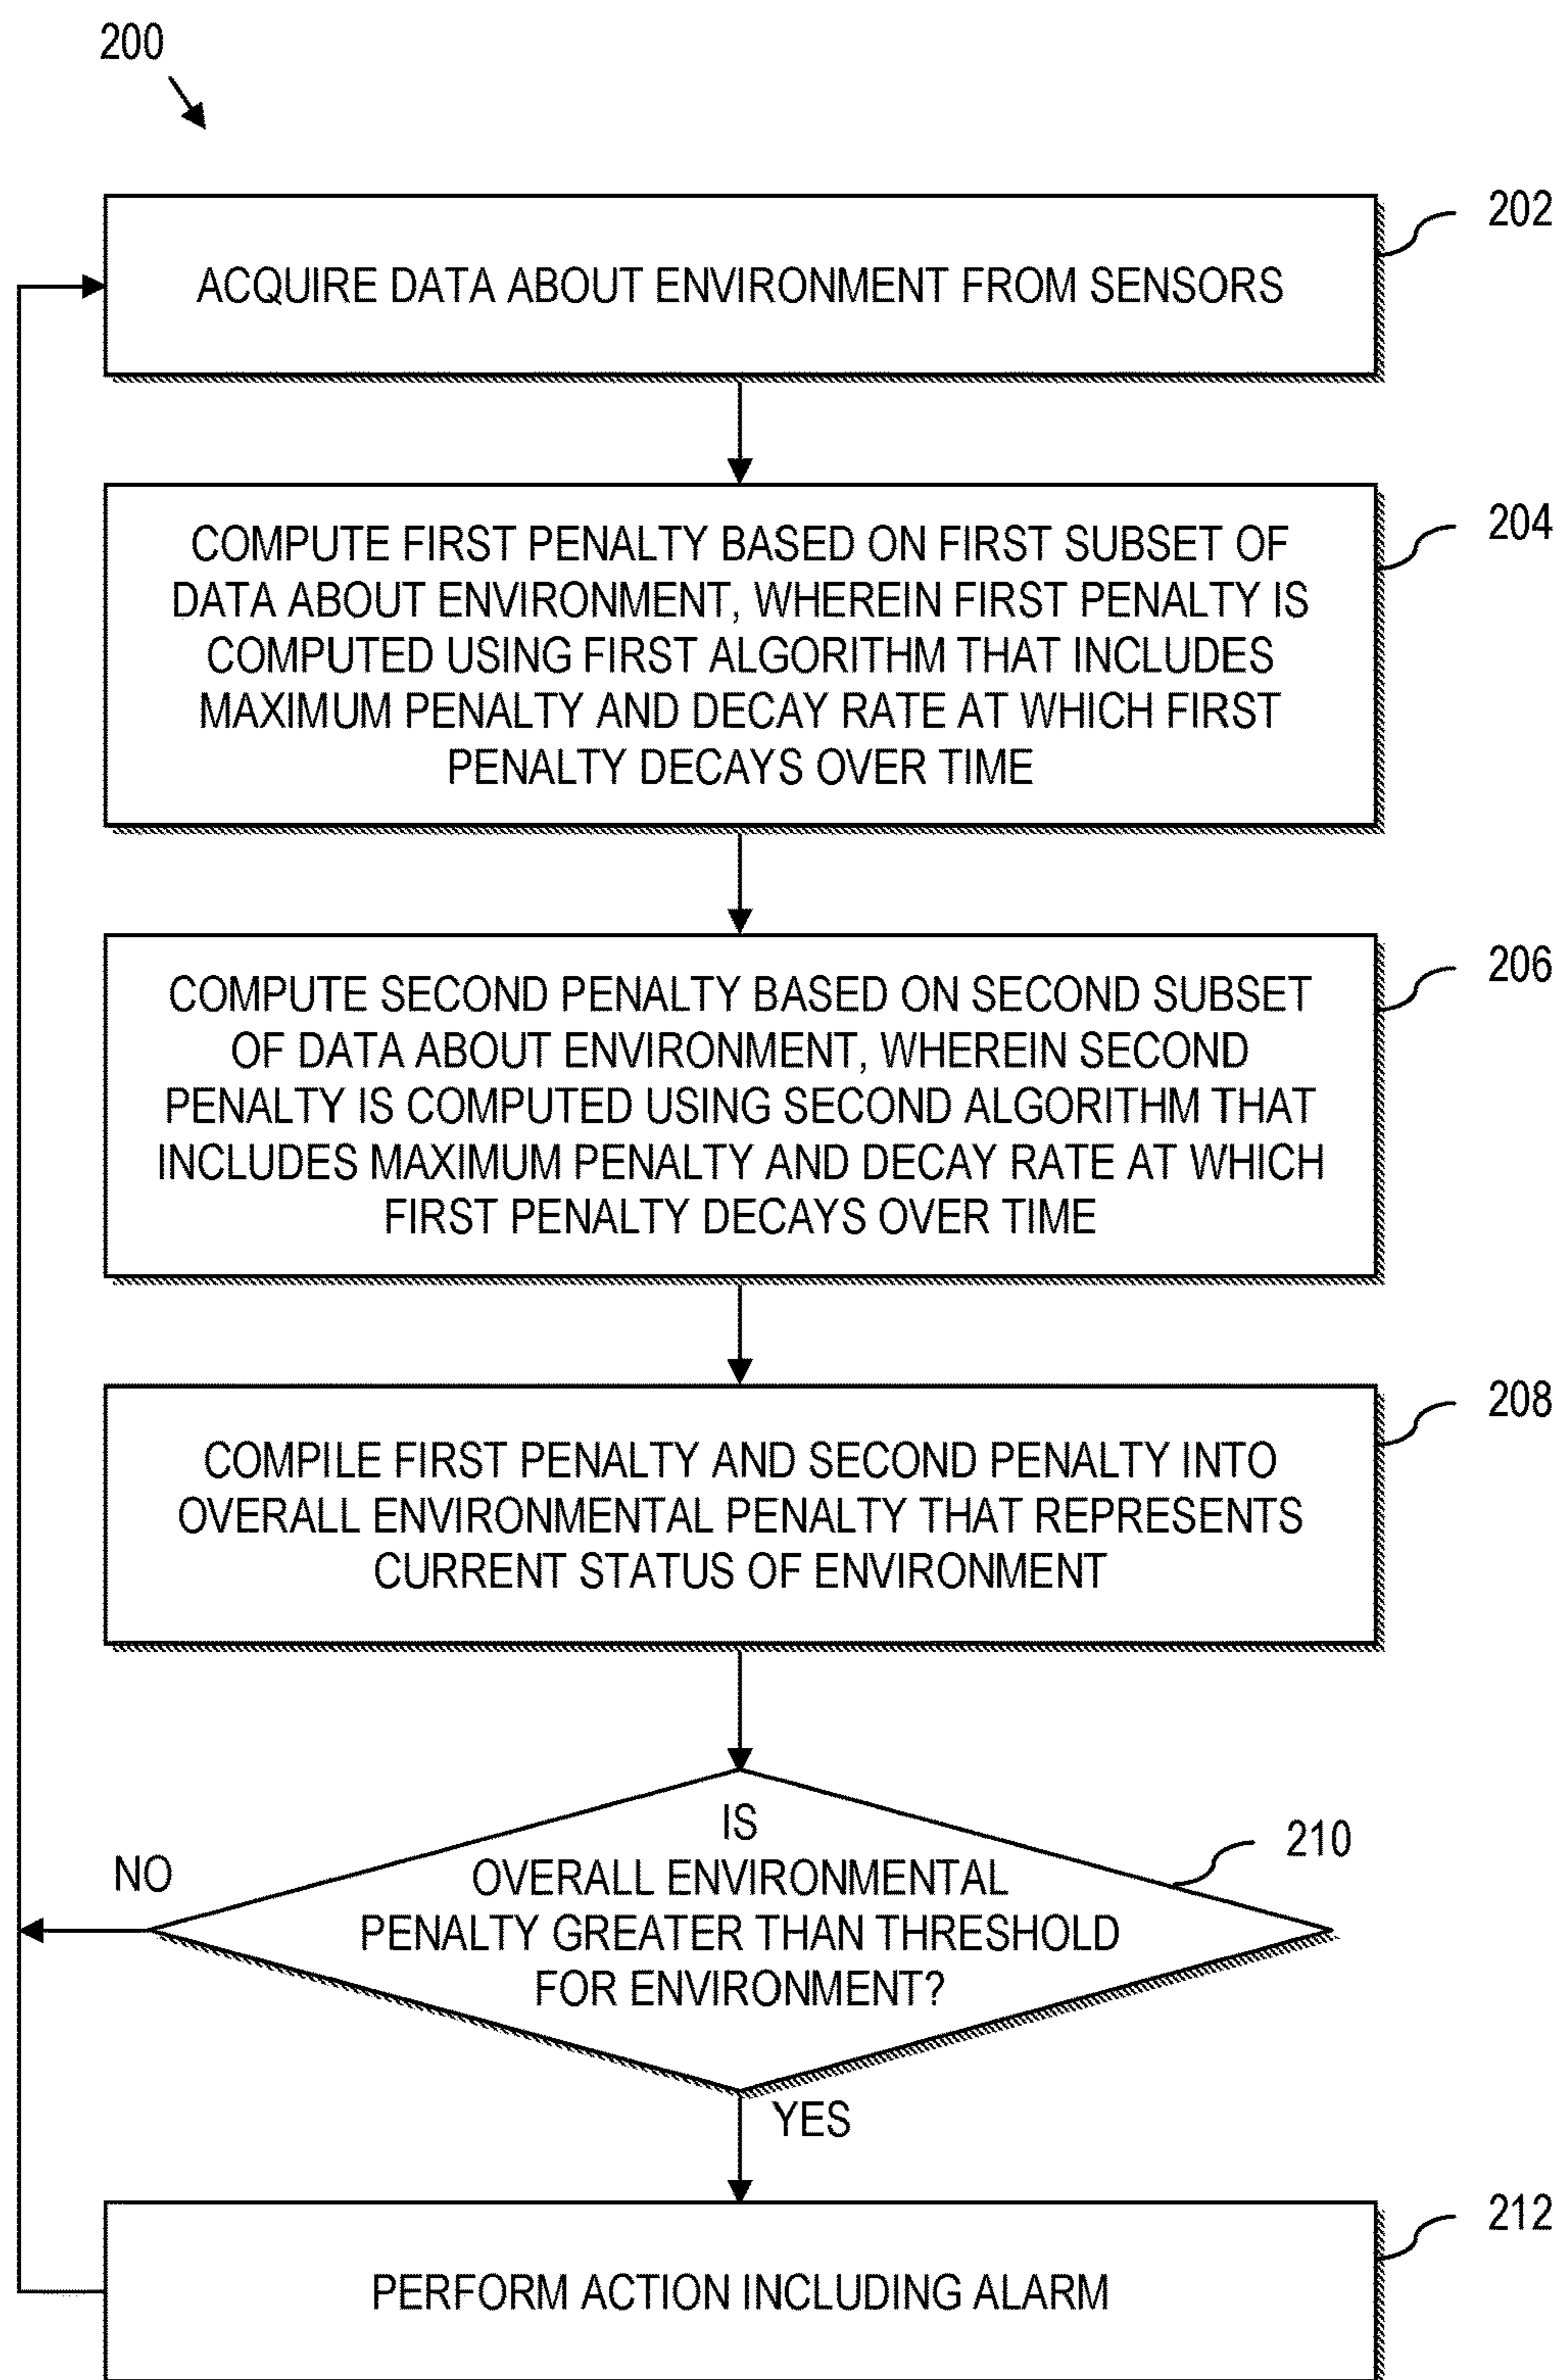 200
202
ACQUIRE DATA ABOUT ENVIRONMENT FROM SENSORS
204
COMPUTE FIRST PENALTY BASED ON FIRST SUBSET OF
DATA ABOUT ENVIRONMENT, WHEREIN FIRST PENALTY IS
COMPUTED USING FIRST ALGORITHM THAT INCLUDES
MAXIMUM PENALTY AND DECAY RATE AT WHICH FIRST
PENALTY DECAYS OVER TIME
206
COMPUTE SECOND PENALTY BASED ON SECOND SUBSET
OF DATA ABOUT ENVIRONMENT, WHEREIN SECOND
PENALTY IS COMPUTED USING SECOND ALGORITHM THAT
INCLUDES MAXIMUM PENALTY AND DECAY RATE AT WHICH
FIRST PENALTY DECAYS OVER TIME
208
COMPILE FIRST PENALTY AND SECOND PENALTY INTO
OVERALL ENVIRONMENTAL PENALTY THAT REPRESENTS
CURRENT STATUS OF ENVIRONMENT
210
NO
IS
OVERALL ENVIRONMENTAL
PENALTY GREATER THAN THRESHOLD
FOR ENVIRONMENT?
YES
212
PERFORM ACTION INCLUDING ALARM